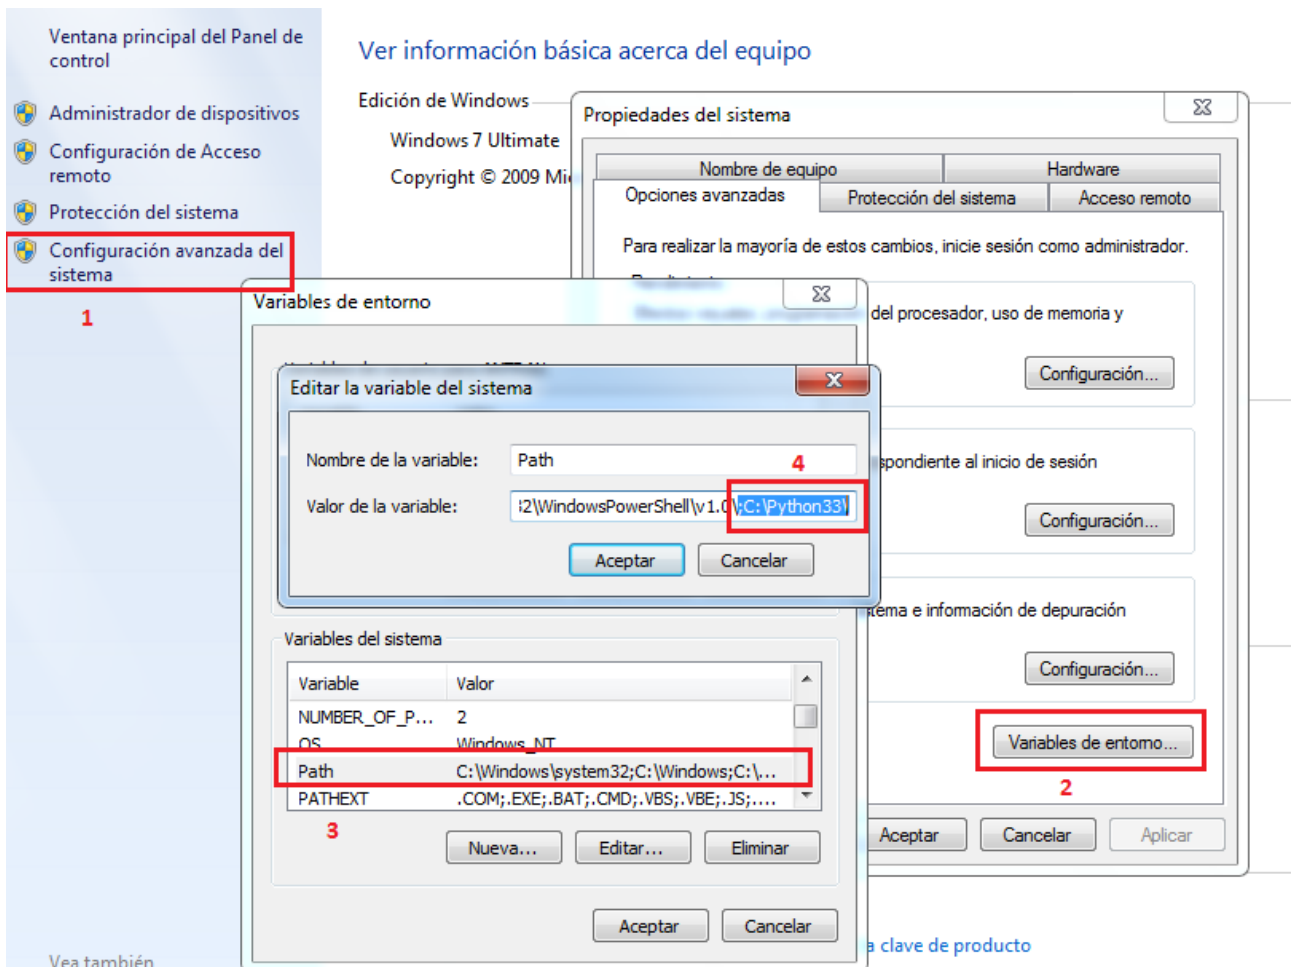 Ventana principal del Panel de
control
Administrador de dispositivos
Configuración de Acceso
remoto
Protección del sistema
Configuración avanzada del
sistema
1
Vea también
Ver información básica acerca del equipo
Edición de Windows
Windows 7 Ultimate
Copyright © 2009 Mi
Propiedades del sistema
Nombre de equipo
Hardware
Opciones avanzadas
Protección del sistema
Acceso remoto
Para realizar la mayoría de estos cambios, inicie sesión como administrador.
del procesador, uso de memoria y
Configuración...
spondiente al inicio de sesión
Configuración...
tema e información de depuración
Configuración...
Variables de entorno...
2
Aceptar
Cancelar
Aplicar
a clave de producto
Variables de entorno
Editar la variable del sistema
Nombre de la variable:
Path
4
Valor de la variable:
32\WindowsPowerShell\v1.0\;C:\Python33\
Aceptar
Cancelar
Variables del sistema
Variable Valor
NUMBER_OF_P... 2
OS Windows_NT
Path C:\Windows\system32;C:\Windows;C:\...
PATHEXT .COM;.EXE;.BAT;.CMD;.VBS;.VBE;.JS;....
3
Nueva...
Editar...
Eliminar
Aceptar
Cancelar